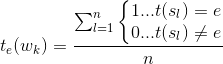 t_e(w_k) = \frac{\sum_{l=1}^{n} \begin{cases} 1...t(s_l) = e \\ 0...t(s_l) \neq e \end{cases}}{n}